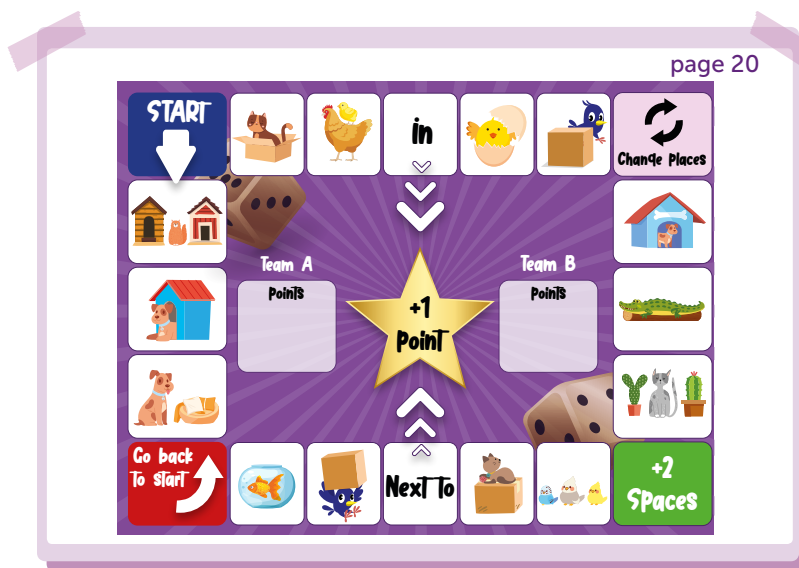 page 20
START
in
Change Places
Team A
Points
Team B
Points
+1
Point
Go back
to start
Next to
+2
Spaces